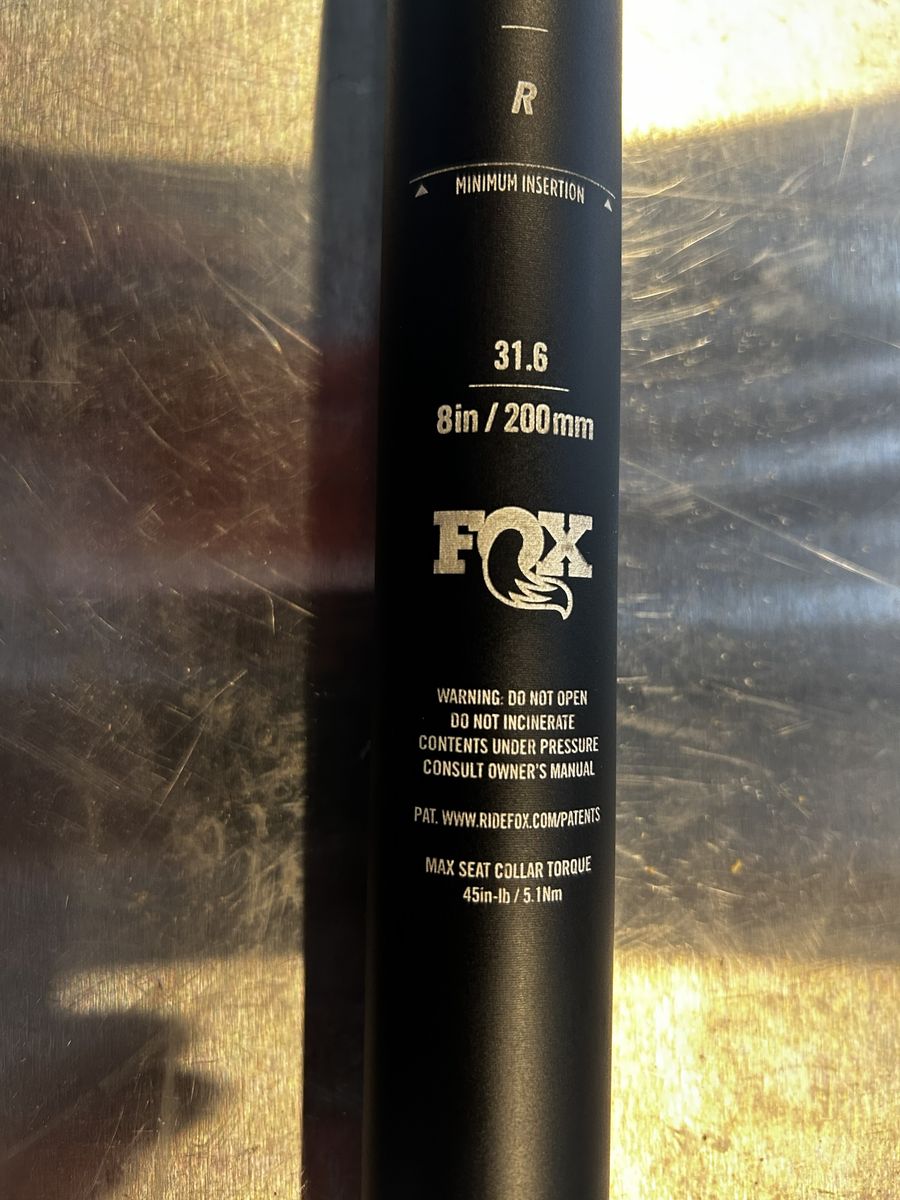 R
MINIMUM INSERTION
31.6
8in / 200mm
FOX
WARNING: DO NOT OPEN
DO NOT INCINERATE
CONTENTS UNDER PRESSURE
CONSULT OWNER'S MANUAL
PAT. WWW.RIDEFOX.COM/PATENTS
MAX SEAT COLLAR TORQUE
45in-lb / 5.1Nm